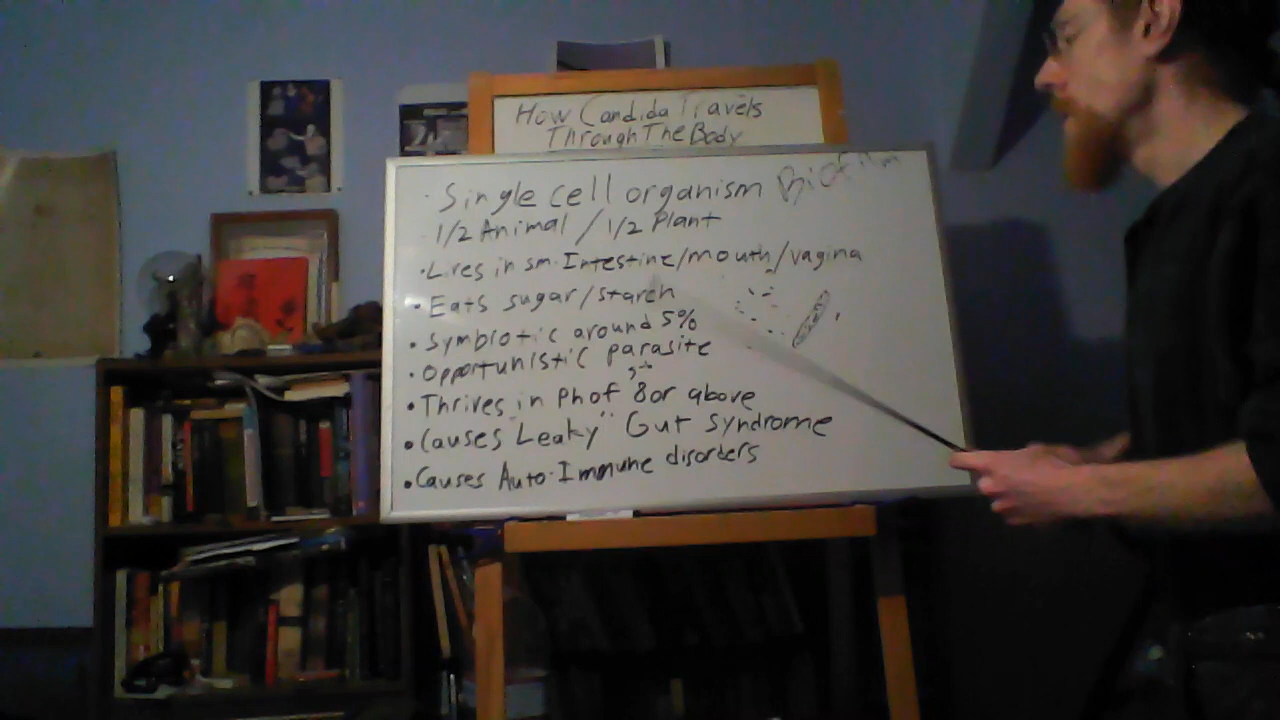 How Candida Travels
Through The Body
· Single cell organism Biofilm
1/2 Animal / 1/2 Plant
· Lives in sm. Intestine/mouth/vagina
· Eats sugar/starch
· Symbiotic around 5%
· Opportunistic parasite
· Thrives in Ph of 8 or above
· Causes "Leaky" Gut Syndrome
· Causes Auto-Immune disorders